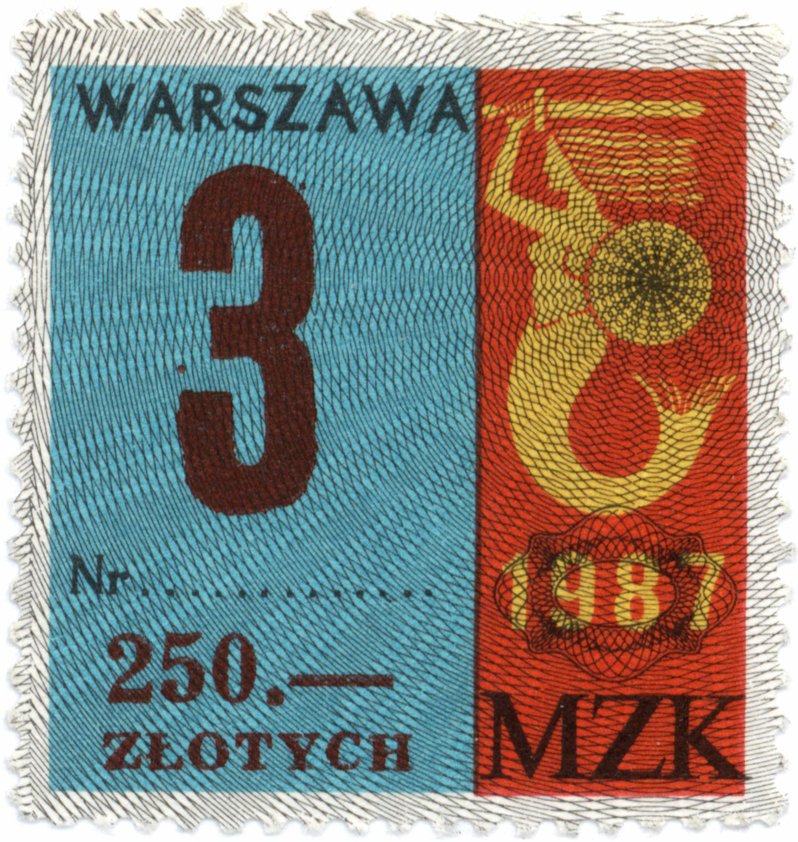 WARSZAWA
3
Nr...............
250.—
ZŁOTYCH
1987
MZK